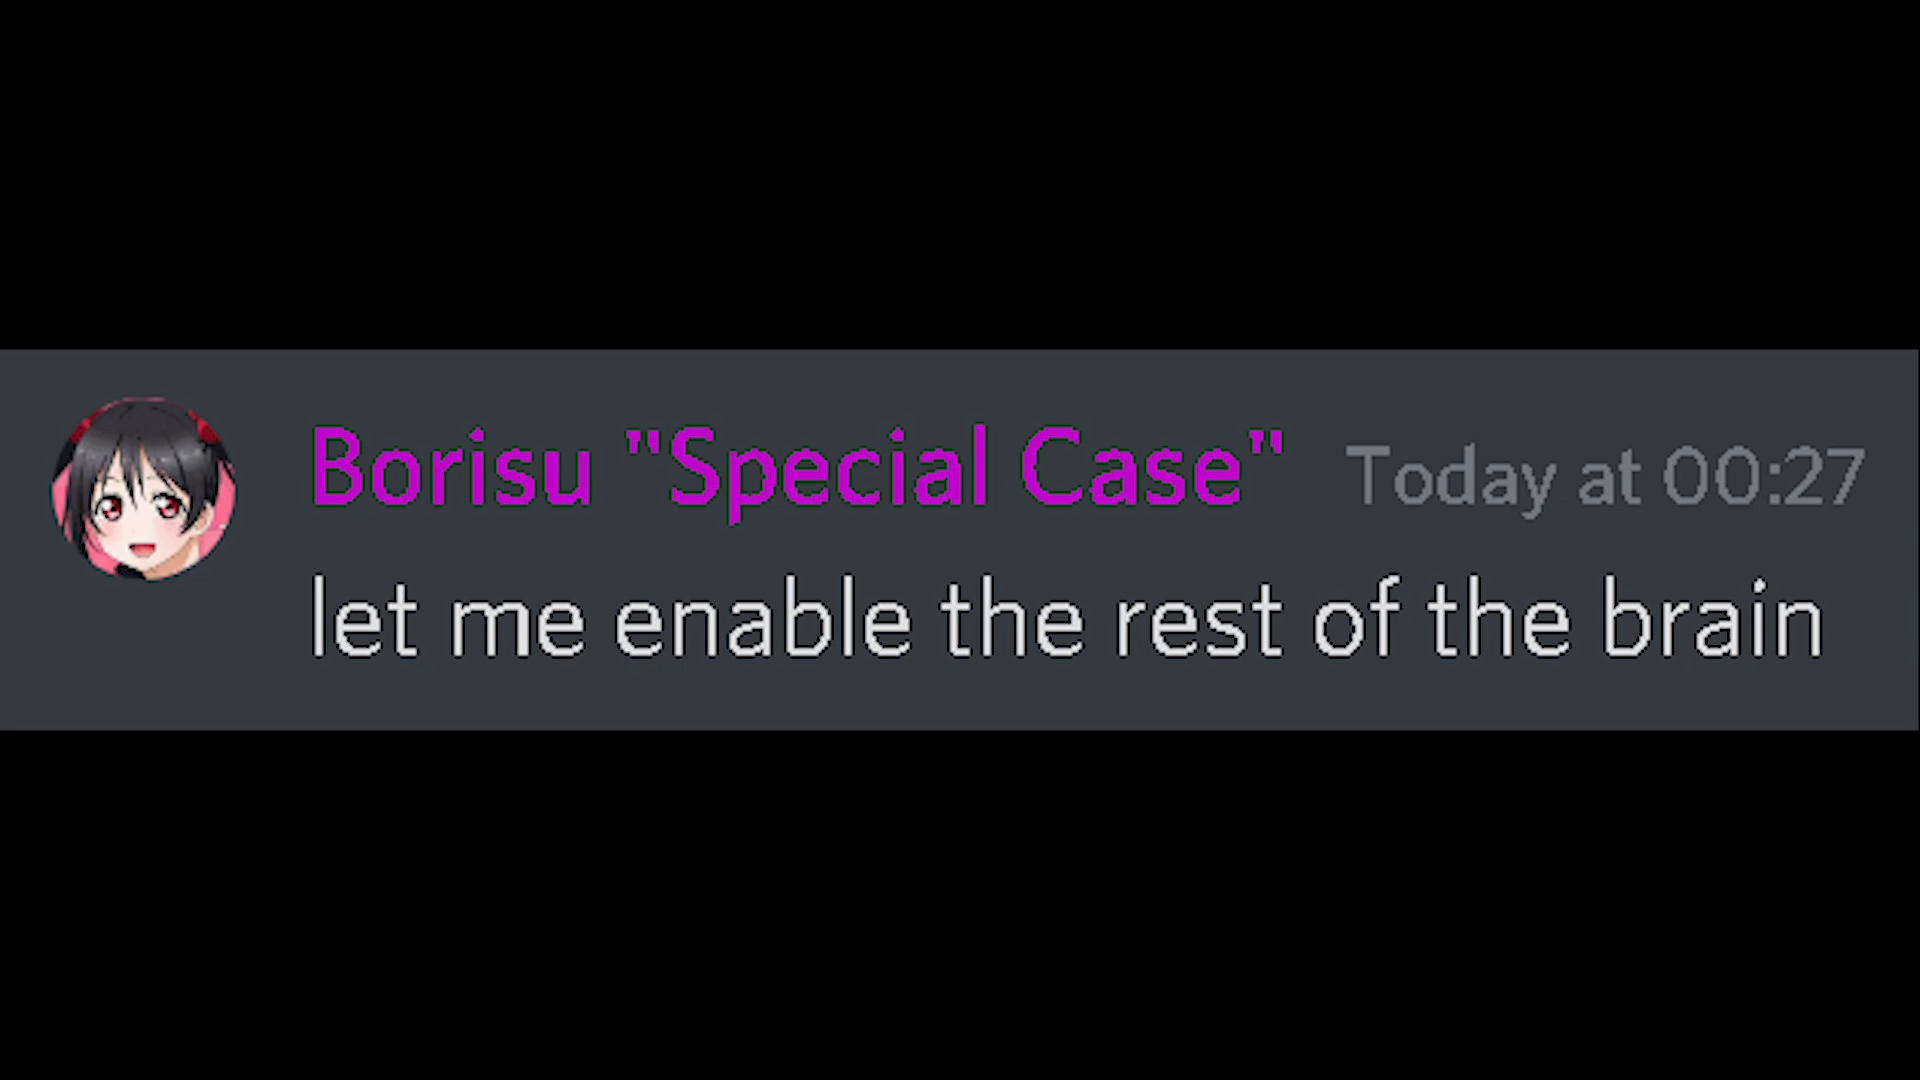 Borisu "Special Case" Today at 00:27
let me enable the rest of the brain